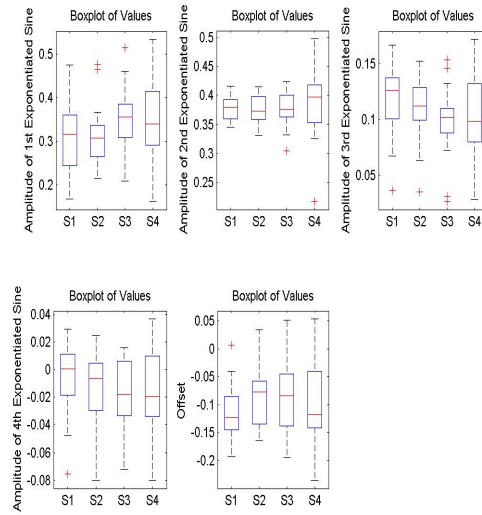 Boxplot of Values
Amplitude of 1st Exponentiated Sine
0.5
0.4
0.3
0.2
S1 S2 S3 S4
Boxplot of Values
Amplitude of 2nd Exponentiated Sine
0.5
0.45
0.4
0.35
0.3
0.25
S1 S2 S3 S4
Boxplot of Values
Amplitude of 3rd Exponentiated Sine
0.15
0.1
0.05
S1 S2 S3 S4
Boxplot of Values
Amplitude of 4th Exponentiated Sine
0.04
0.02
0
-0.02
-0.04
-0.06
-0.08
S1 S2 S3 S4
Boxplot of Values
Offset
0.05
0
-0.05
-0.1
-0.15
-0.2
S1 S2 S3 S4